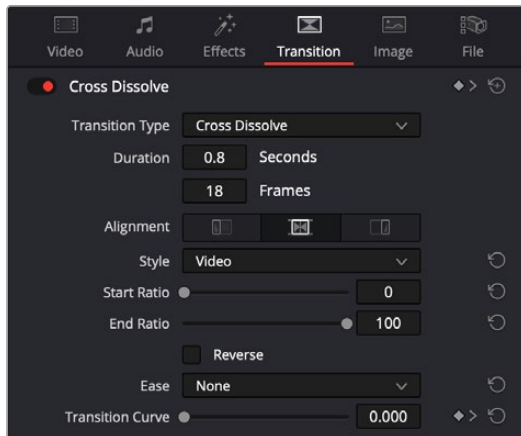 Video Audio Effects Transition Image File
Cross Dissolve
Transition Type Cross Dissolve
Duration 0.8 Seconds
18 Frames
Alignment
Style Video
Start Ratio 0
End Ratio 100
Reverse
Ease None
Transition Curve 0.000